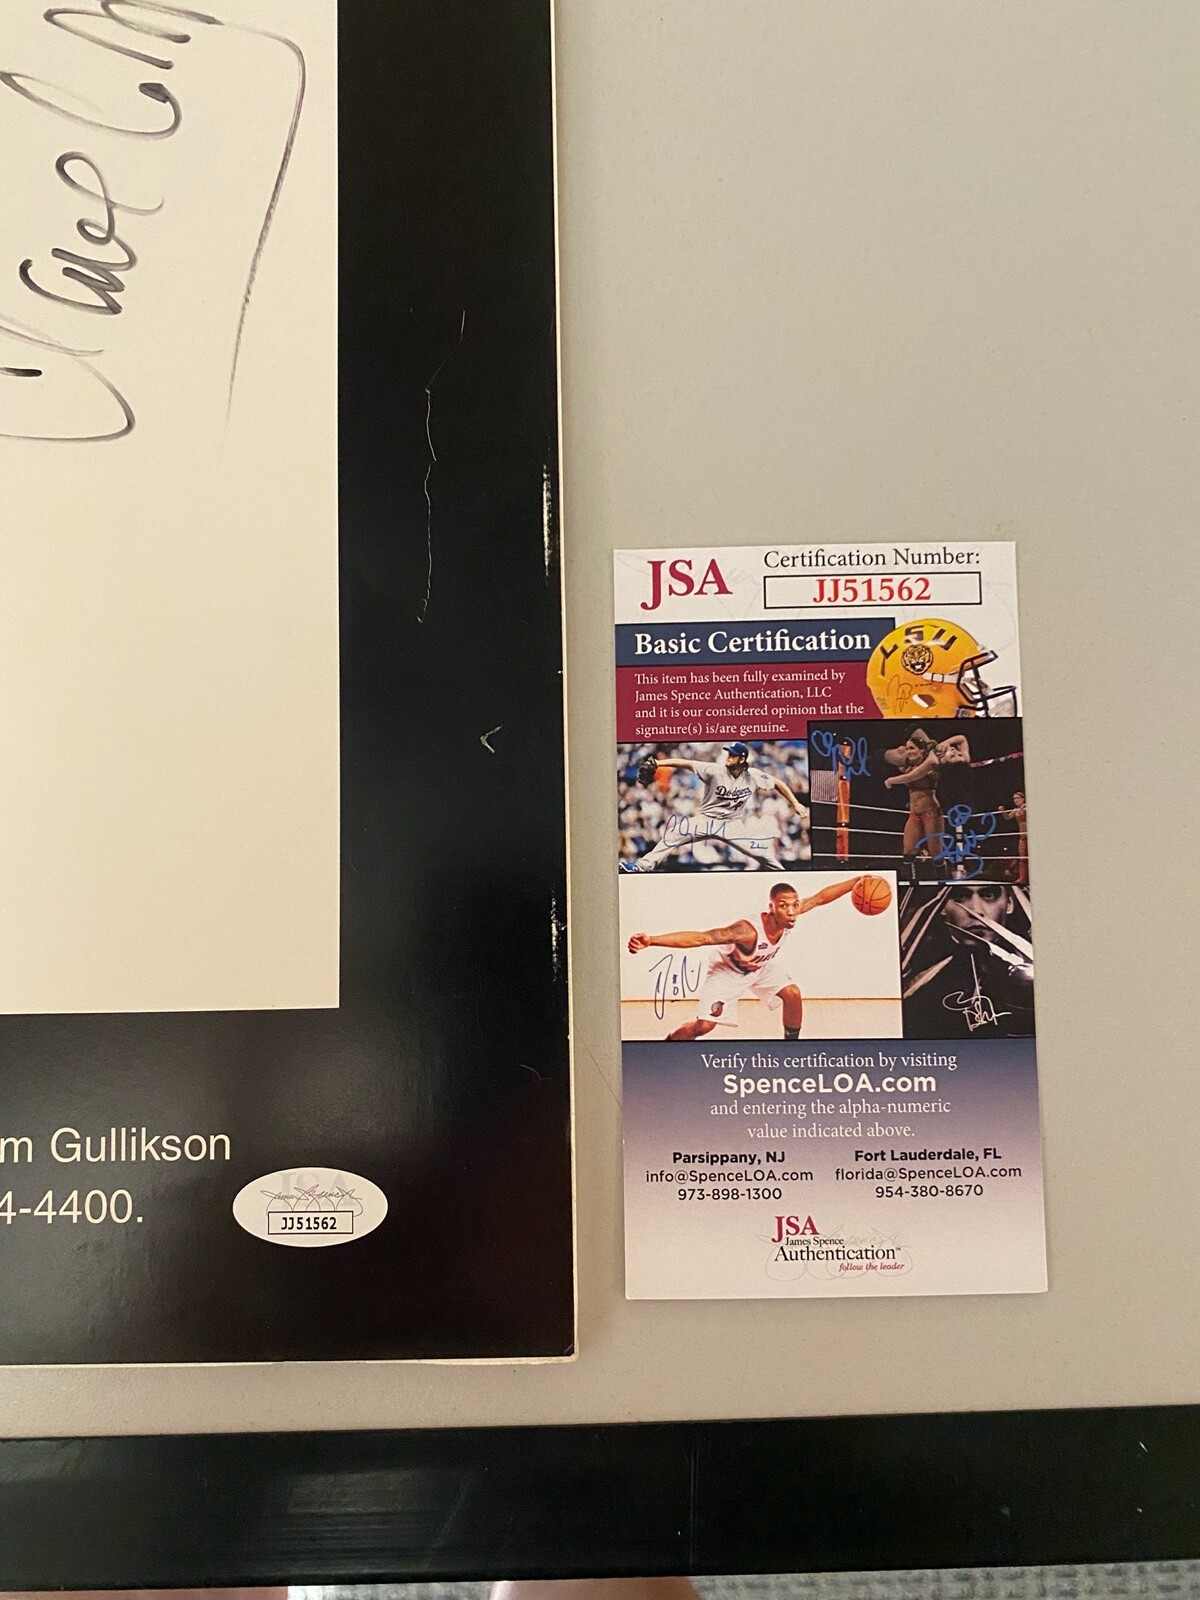 m Gullikson
4-4400.
JJ51562
JSA
Certification Number:
JJ51562
Basic Certification
This item has been fully examined by
James Spence Authentication, LLC
and it is our considered opinion that the
signature(s) is/are genuine.
LSU
Dodgers
Verify this certification by visiting
SpenceLOA.com
and entering the alpha-numeric
value indicated above.
Parsippany, NJ
info@SpenceLOA.com
973-898-1300
Fort Lauderdale, FL
florida@SpenceLOA.com
954-380-8670
JSA
James Spence
Authentication™
follow the leader